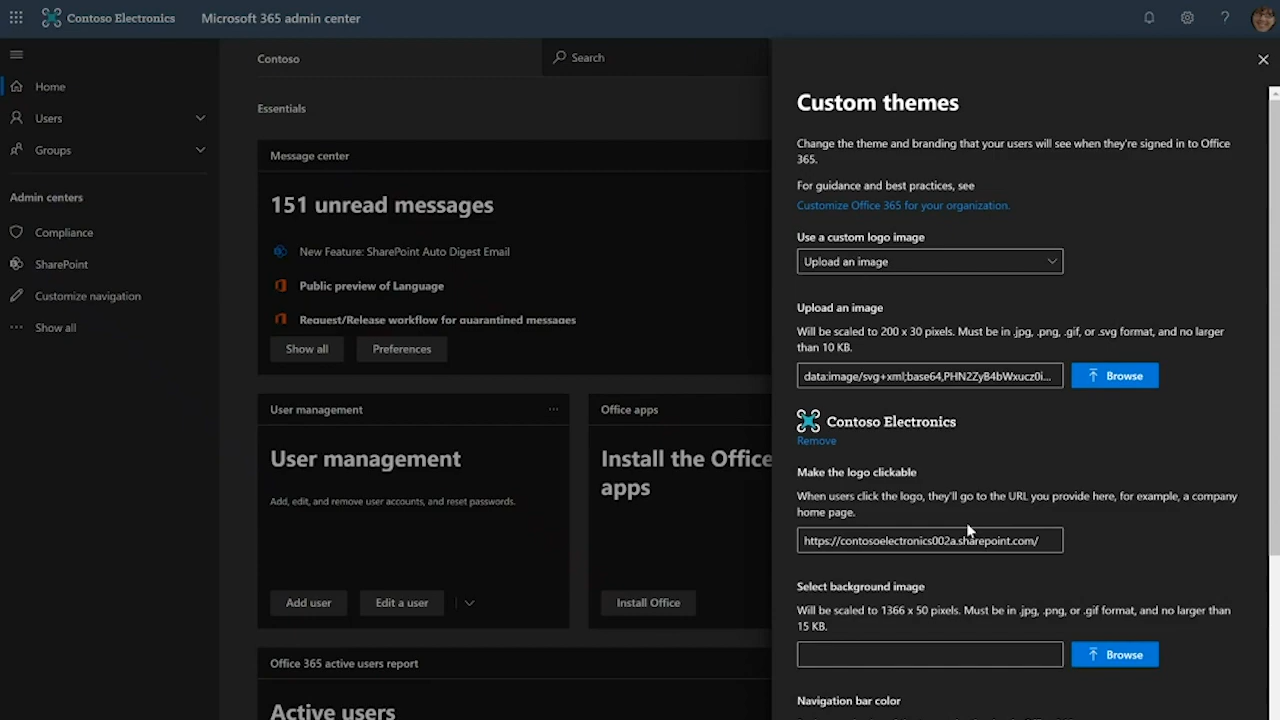 Contoso Electronics
Microsoft 365 admin center
?
Home
Users
Groups
Admin centers
Compliance
SharePoint
Customize navigation
Show all
Contoso
Search
Essentials
Message center
151 unread messages
New Feature: SharePoint Auto Digest Email
Public preview of Language
Request/Release workflow for quarantined messages
Show all
Preferences
User management
User management
Add, edit, and remove user accounts, and reset passwords.
Add user
Edit a user
Office apps
Install the Office
apps
Install Office
Office 365 active users report
Active users
Custom themes
Change the theme and branding that your users will see when they're signed in to Office
365.
For guidance and best practices, see
Customize Office 365 for your organization.
Use a custom logo image
Upload an image
Upload an image
Will be scaled to 200 x 30 pixels. Must be in .jpg, .png, .gif, or .svg format, and no larger
than 10 KB.
data:image/svg+xml;base64,PHN2ZyB4bWxucz0i...
Browse
Contoso Electronics
Remove
Make the logo clickable
When users click the logo, they'll go to the URL you provide here, for example, a company
home page.
https://contosoelectronics002a.sharepoint.com/
Select background image
Will be scaled to 1366 x 50 pixels. Must be in .jpg, .png, or .gif format, and no larger than
15 KB.
Browse
Navigation bar color